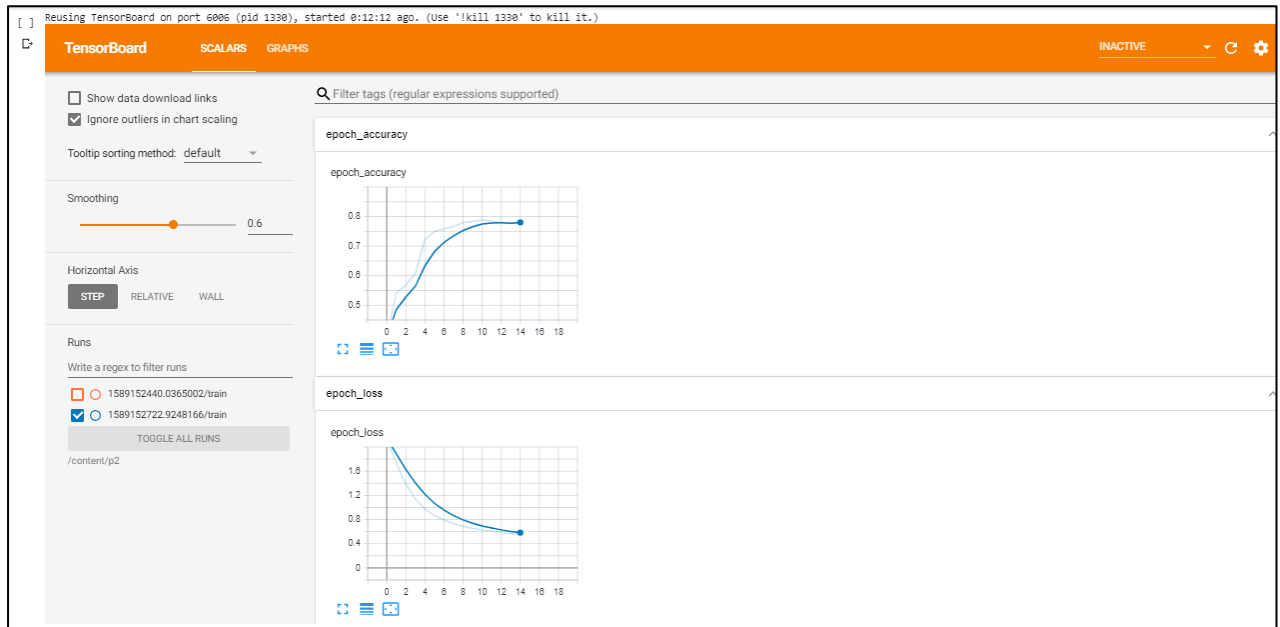 [ ] Reusing TensorBoard on port 6006 (pid 1330), started 0:12:12 ago. (Use '!kill 1330' to kill it.)
TensorBoard SCALARS GRAPHS INACTIVE
Show data download links
Ignore outliers in chart scaling
Tooltip sorting method: default
Smoothing
0.6
Horizontal Axis
STEP RELATIVE WALL
Runs
Write a regex to filter runs
1589152440.0365002/train
1589152722.9248166/train
TOGGLE ALL RUNS
/content/p2
Filter tags (regular expressions supported)
epoch_accuracy
epoch_accuracy
0.8
0.7
0.6
0.5
0 2 4 6 8 10 12 14 16 18
epoch_loss
epoch_loss
1.6
1.2
0.8
0.4
0
0 2 4 6 8 10 12 14 16 18